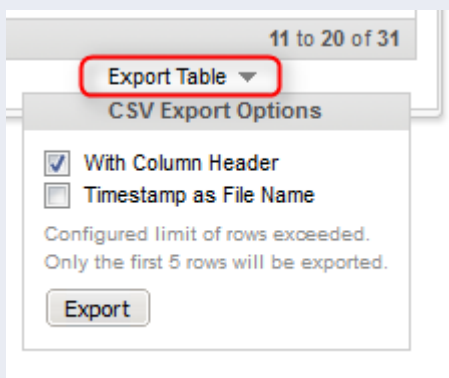 11 to 20 of 31
Export Table
CSV Export Options
With Column Header
Timestamp as File Name
Configured limit of rows exceeded.
Only the first 5 rows will be exported.
Export